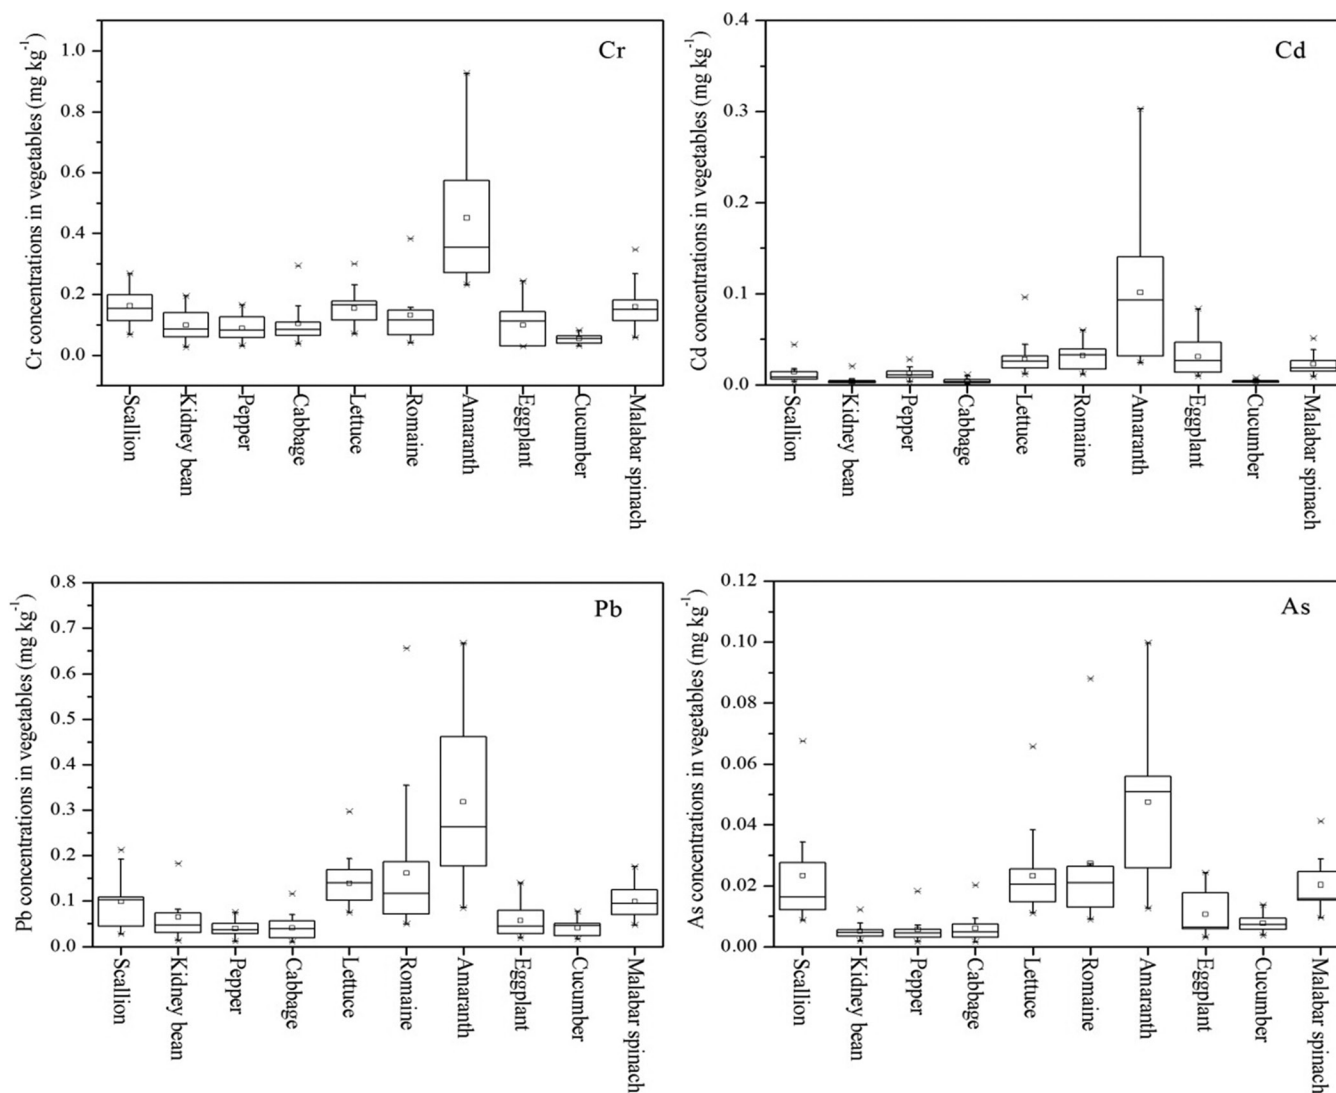 Cr concentrations in vegetables (mg kg-1)
1.0
0.8
0.6
0.4
0.2
0.0
Cr
Scallion
Kidney bean
Pepper
Cabbage
Lettuce
Romaine
Amaranth
Eggplant
Cucumber
Malabar spinach
Cd concentrations in vegetables (mg kg-1)
0.4
0.3
0.2
0.1
0.0
Cd
Scallion
Kidney bean
Pepper
Cabbage
Lettuce
Romaine
Amaranth
Eggplant
Cucumber
Malabar spinach
Pb concentrations in vegetables (mg kg-1)
0.8
0.7
0.6
0.5
0.4
0.3
0.2
0.1
0.0
Pb
Scallion
Kidney bean
Pepper
Cabbage
Lettuce
Romaine
Amaranth
Eggplant
Cucumber
Malabar spinach
As concentrations in vegetables (mg kg-1)
0.12
0.10
0.08
0.06
0.04
0.02
0.00
As
Scallion
Kidney bean
Pepper
Cabbage
Lettuce
Romaine
Amaranth
Eggplant
Cucumber
Malabar spinach